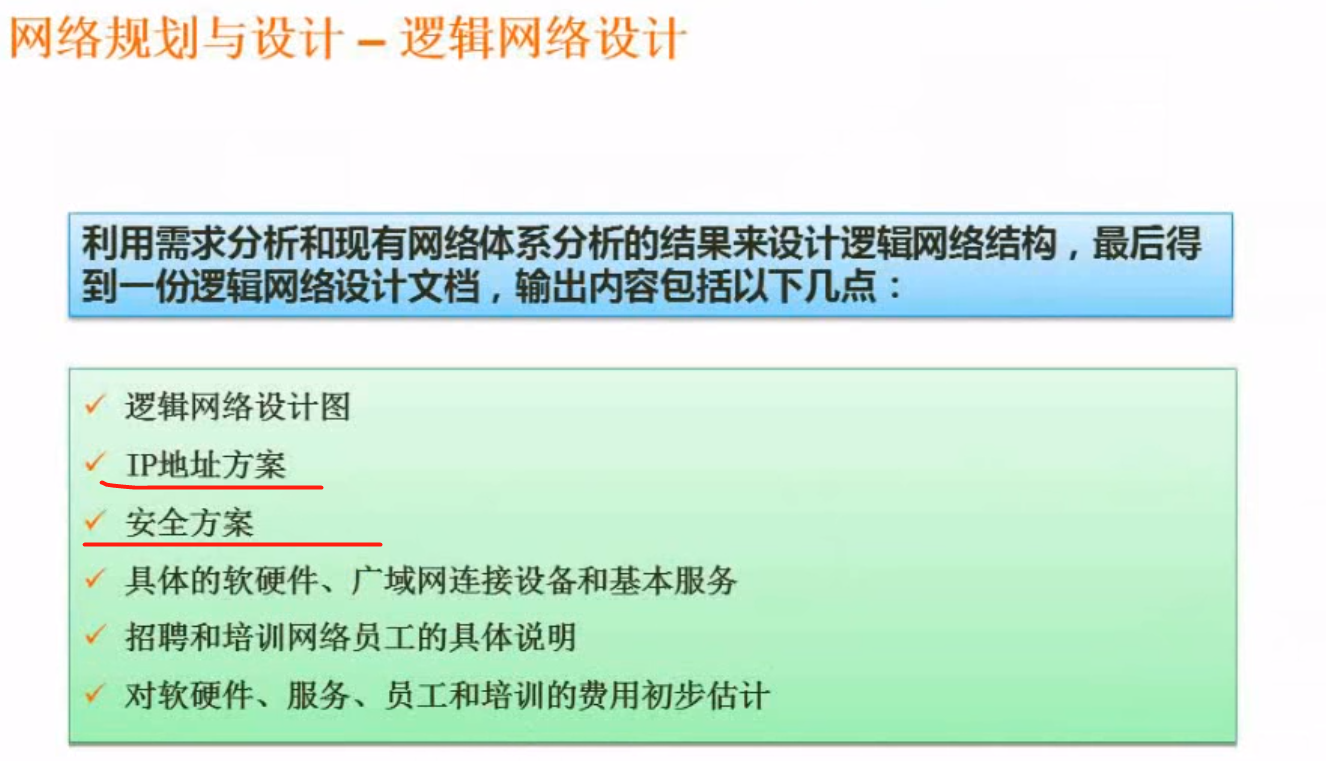 网络规划与设计 – 逻辑网络设计
利用需求分析和现有网络体系分析的结果来设计逻辑网络结构，最后得
到一份逻辑网络设计文档，输出内容包括以下几点：
✓ 逻辑网络设计图
✓ IP地址方案
✓ 安全方案
✓ 具体的软硬件、广域网连接设备和基本服务
✓ 招聘和培训网络员工的具体说明
✓ 对软硬件、服务、员工和培训的费用初步估计